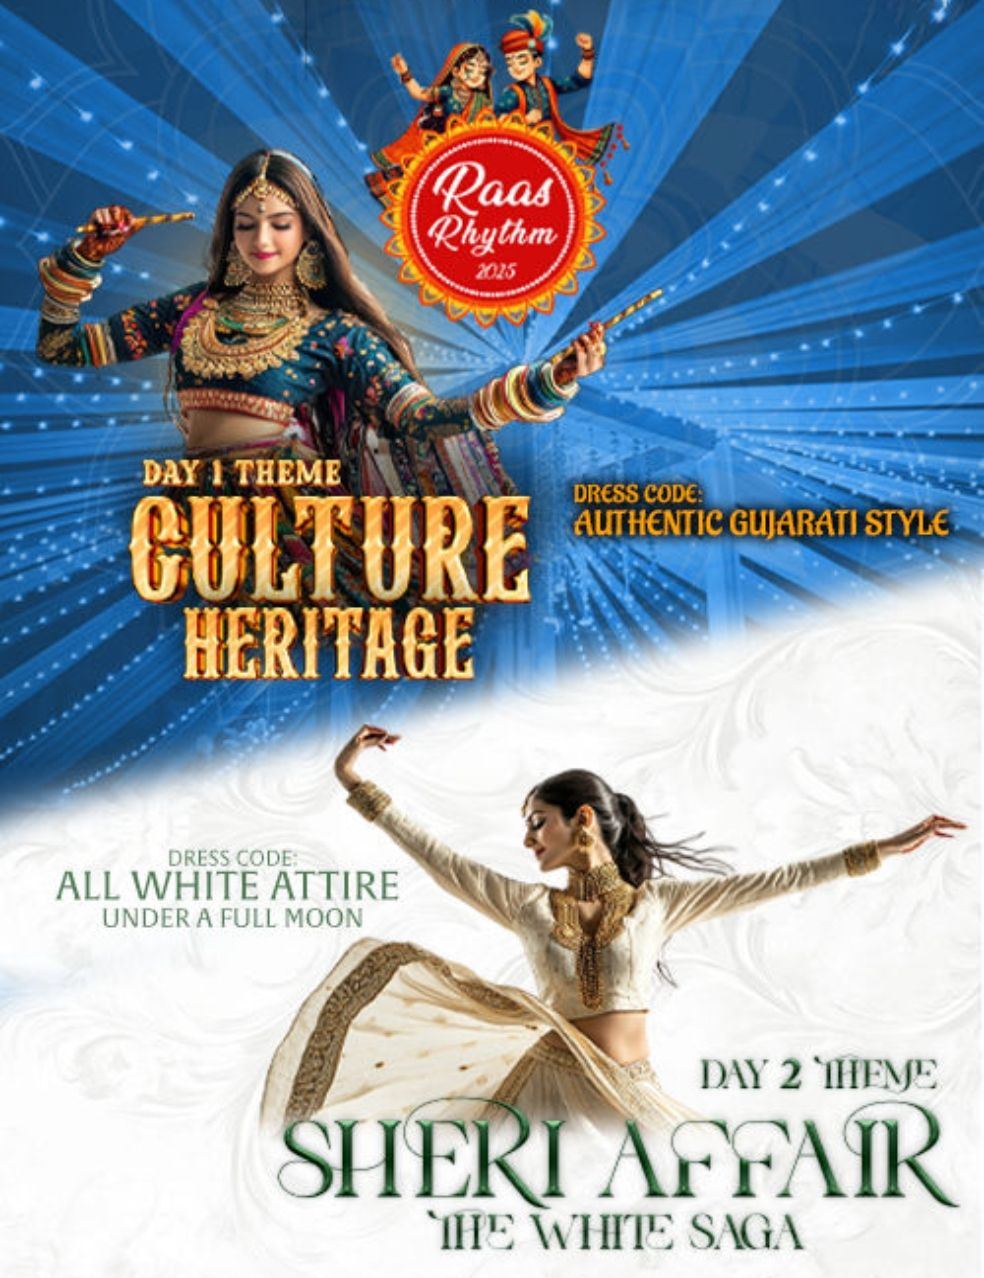 Raas
Rhythm
2025
DAY 1 THEME
CULTURE
HERITAGE
DRESS CODE:
AUTHENTIC GUJARATI STYLE
DRESS CODE:
ALL WHITE ATTIRE
UNDER A FULL MOON
DAY 2 THEME
SHERI AFFAIR
THE WHITE SAGA